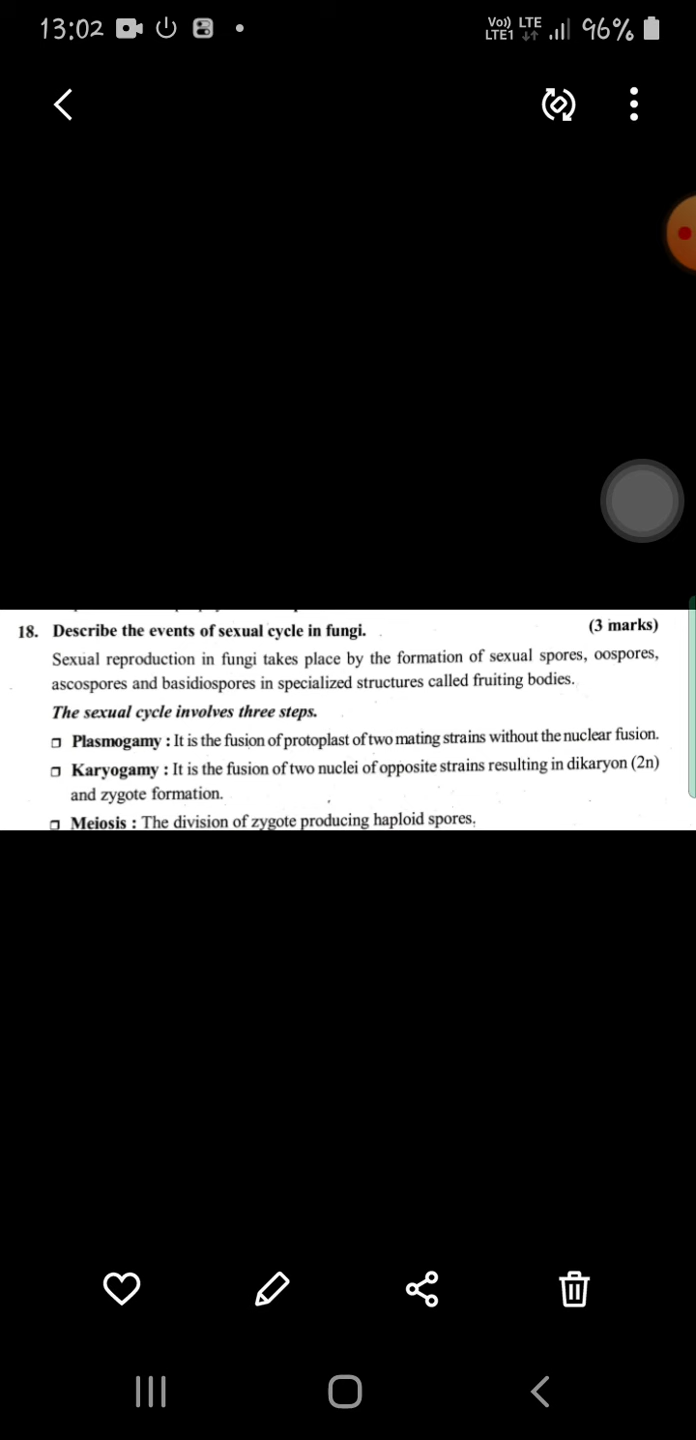 13:02
Vo)) LTE
LTE1
96%
18. Describe the events of sexual cycle in fungi. (3 marks)
Sexual reproduction in fungi takes place by the formation of sexual spores, oospores,
ascospores and basidiospores in specialized structures called fruiting bodies.
The sexual cycle involves three steps.
Plasmogamy : It is the fusion of protoplast of two mating strains without the nuclear fusion.
Karyogamy : It is the fusion of two nuclei of opposite strains resulting in dikaryon (2n)
and zygote formation.
Meiosis : The division of zygote producing haploid spores.